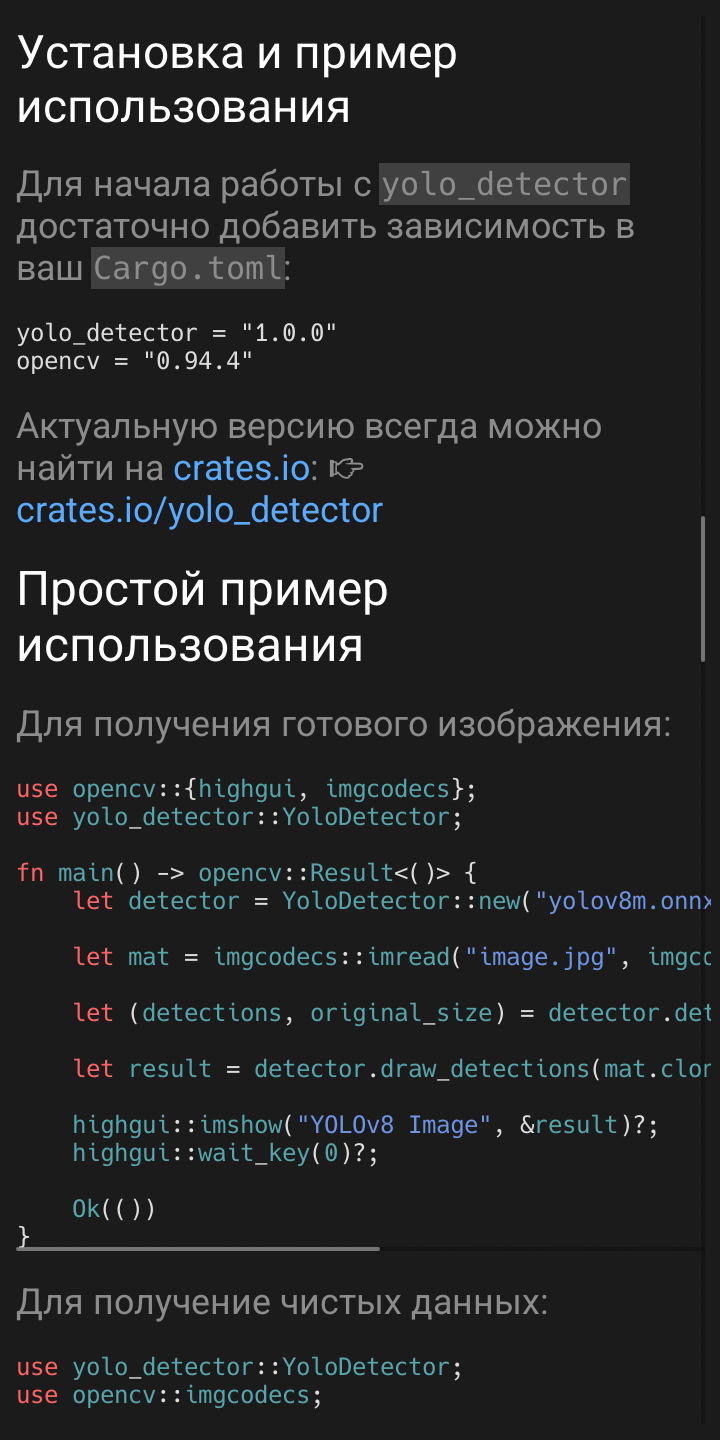 Установка и пример
использования
Для начала работы с yolo_detector
достаточно добавить зависимость в
ваш Cargo.toml:
yolo_detector = "1.0.0"
opencv = "0.94.4"
Актуальную версию всегда можно
найти на crates.io: 👉
crates.io/yolo_detector
Простой пример
использования
Для получения готового изображения:
use opencv::{highgui, imgcodecs};
use yolo_detector::YoloDetector;
fn main() -> opencv::Result<()> {
    let detector = YoloDetector::new("yolov8m.onnx
    let mat = imgcodecs::imread("image.jpg", imgco
    let (detections, original_size) = detector.det
    let result = detector.draw_detections(mat.clon
    highgui::imshow("YOLOv8 Image", &result)?;
    highgui::wait_key(0)?;
    Ok(())
}
Для получение чистых данных:
use yolo_detector::YoloDetector;
use opencv::imgcodecs;